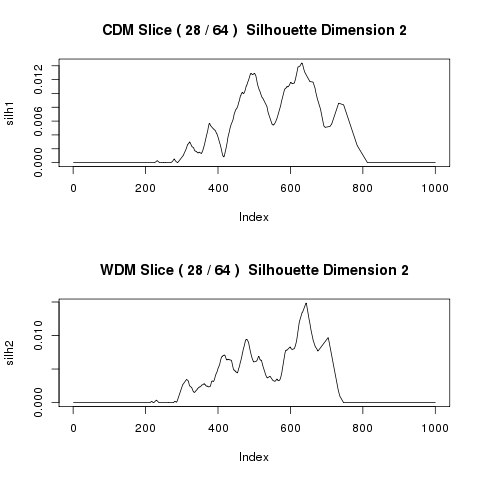 CDM Slice ( 28 / 64 )  Silhouette Dimension 2
silh1
0.000 0.006 0.012
0 200 400 600 800 1000
Index
WDM Slice ( 28 / 64 )  Silhouette Dimension 2
silh2
0.000 0.010
0 200 400 600 800 1000
Index